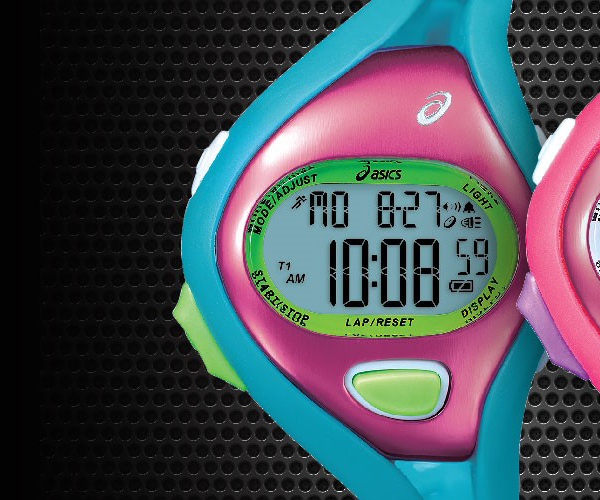 asics
MODE/ADJUST
LIGHT
MO 8-27
10:08 59
T1
AM
START/STOP
DISPLAY
LAP/RESET